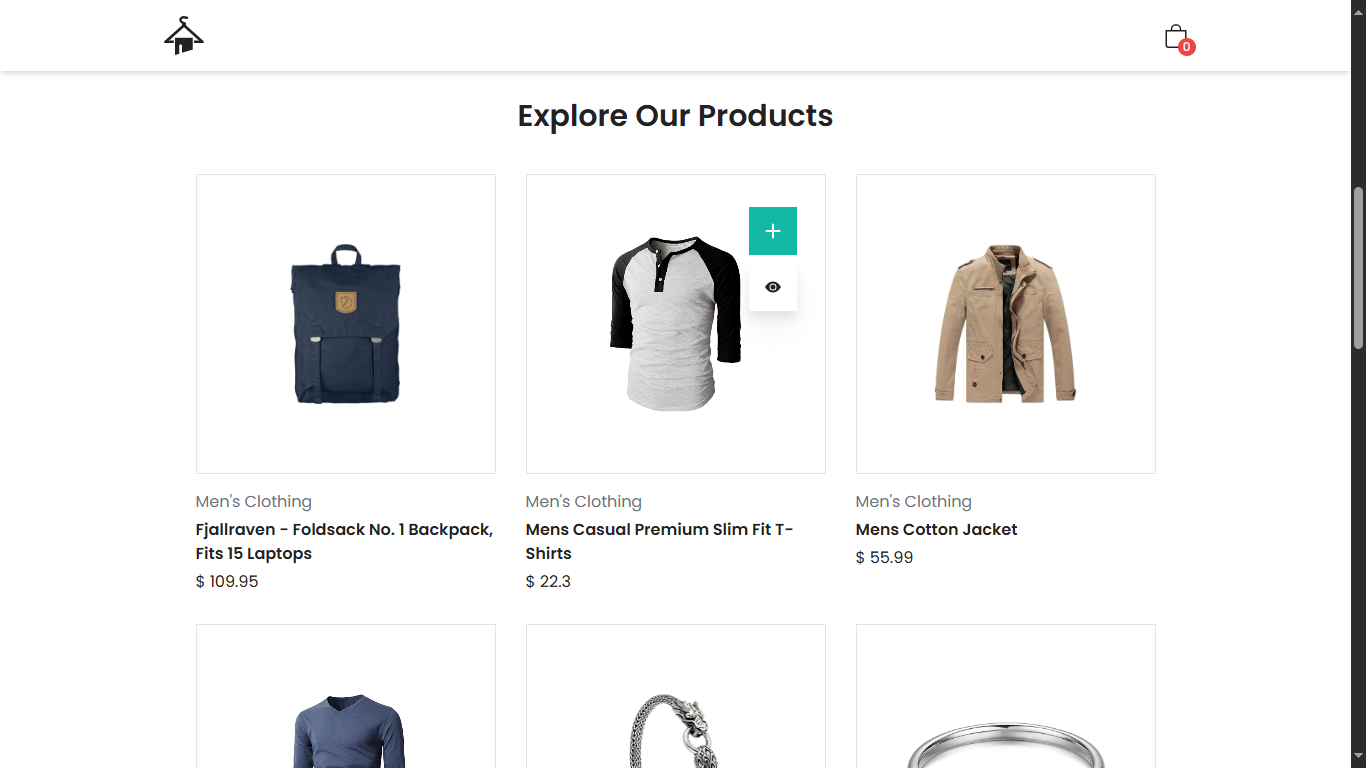 0
Explore Our Products
Men's Clothing
Fjallraven - Foldsack No. 1 Backpack,
Fits 15 Laptops
$ 109.95
Men's Clothing
Mens Casual Premium Slim Fit T-
Shirts
$ 22.3
Men's Clothing
Mens Cotton Jacket
$ 55.99